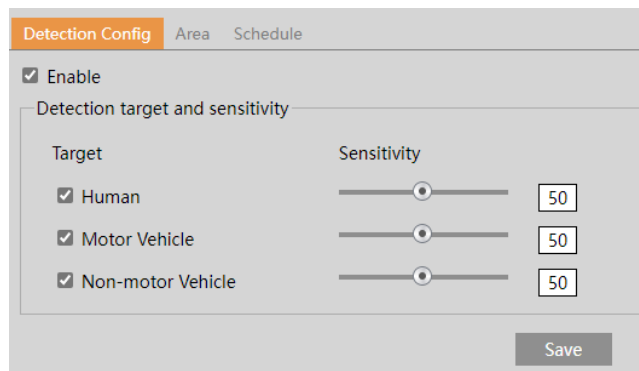 Detection Config Area Schedule
Enable
Detection target and sensitivity
Target Sensitivity
Human 50
Motor Vehicle 50
Non-motor Vehicle 50
Save